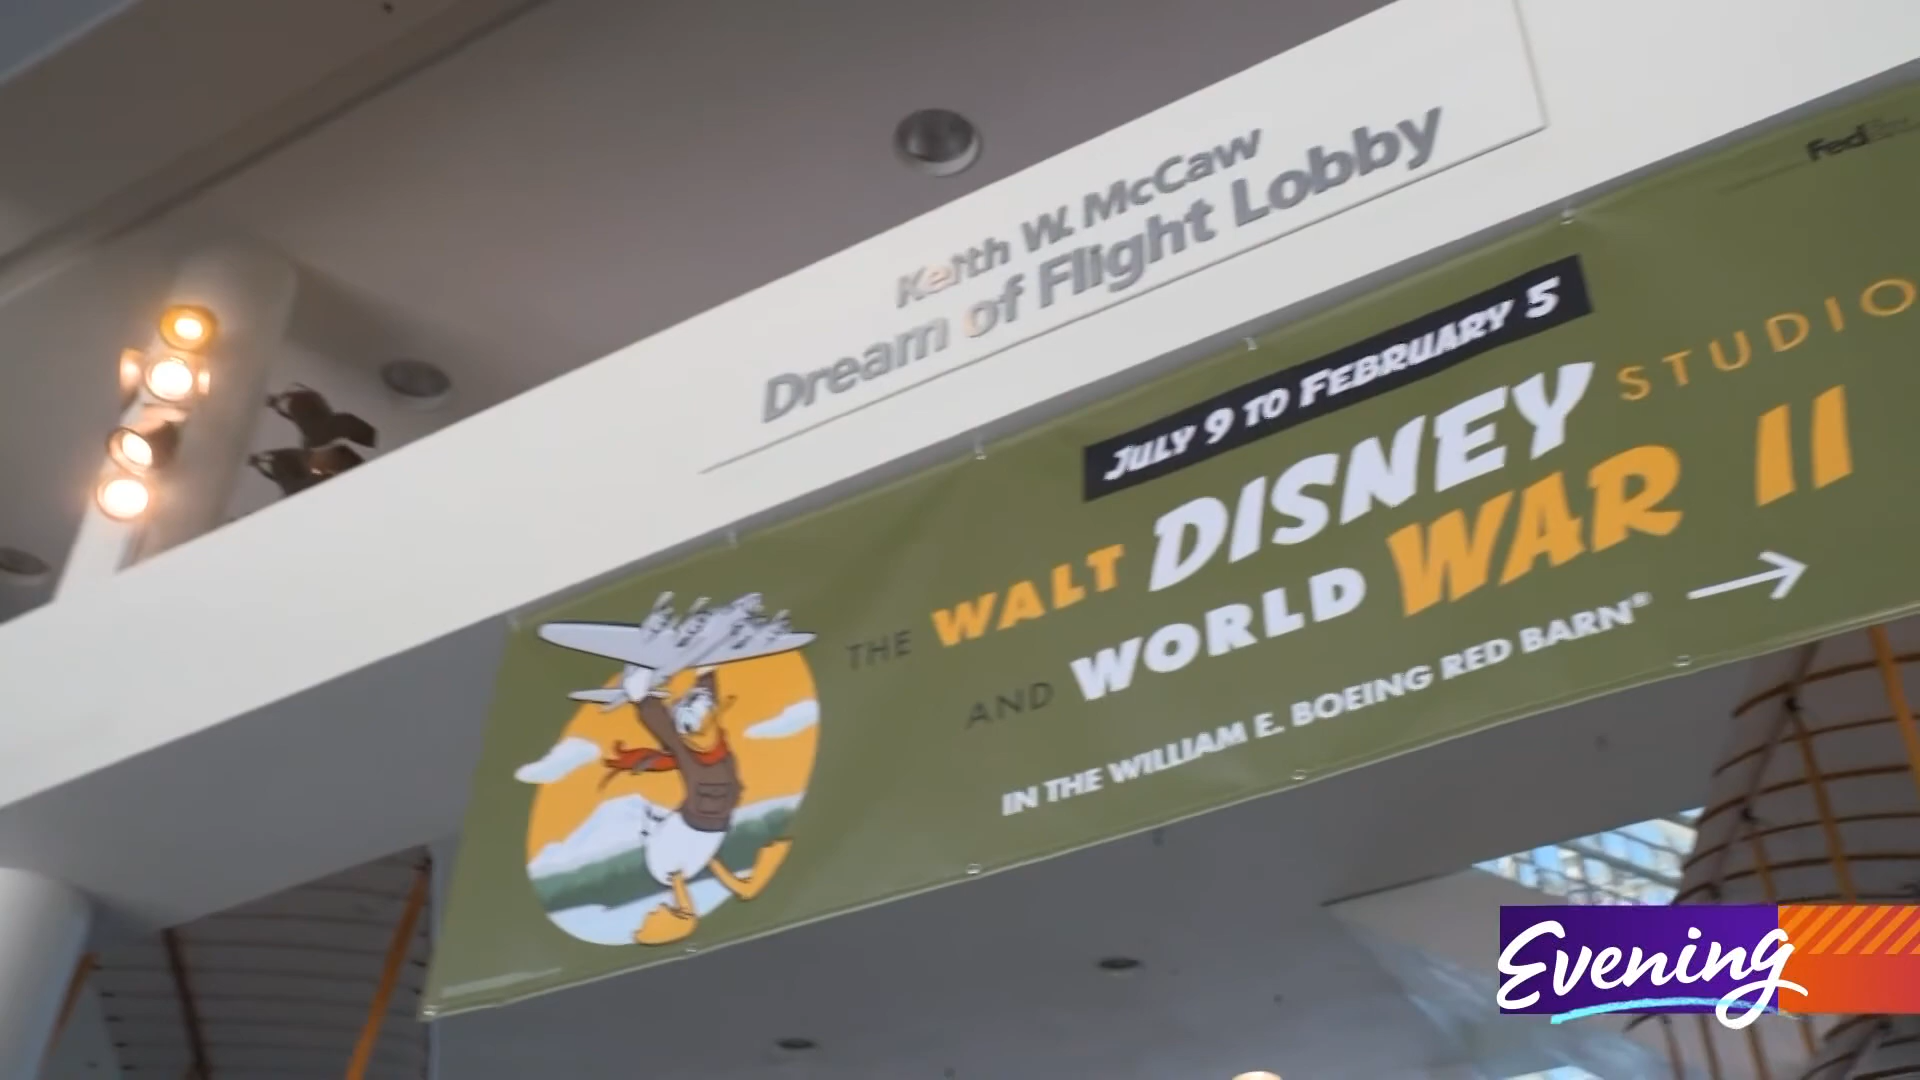 Keith W. McCaw
Dream of Flight Lobby
Fed
JULY 9 TO FEBRUARY 5
THE WALT DISNEY STUDIO
AND WORLD WAR II
IN THE WILLIAM E. BOEING RED BARN®
Evening